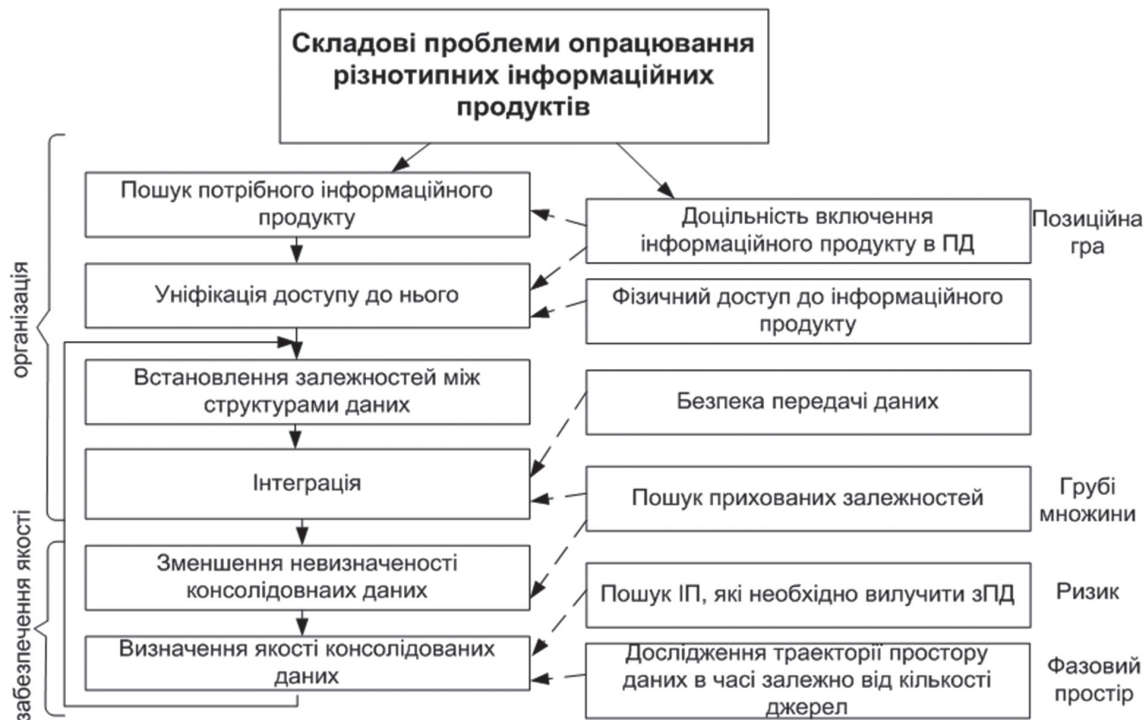 Складові проблеми опрацювання
різнотипних інформаційних
продуктів
організація
Пошук потрібного інформаційного
продукту
Уніфікація доступу до нього
Встановлення залежностей між
структурами даних
Інтеграція
забезпечення якості
Зменшення невизначеності
консолідовнаих даних
Визначення якості консолідованих
даних
Доцільність включення
інформаційного продукту в ПД
Позиційна
гра
Фізичний доступ до інформаційного
продукту
Безпека передачі даних
Пошук прихованих залежностей
Грубі
множини
Пошук ІП, які необхідно вилучити зПД
Ризик
Дослідження траекторії простору
даних в часі залежно від кількості
джерел
Фазовий
простір